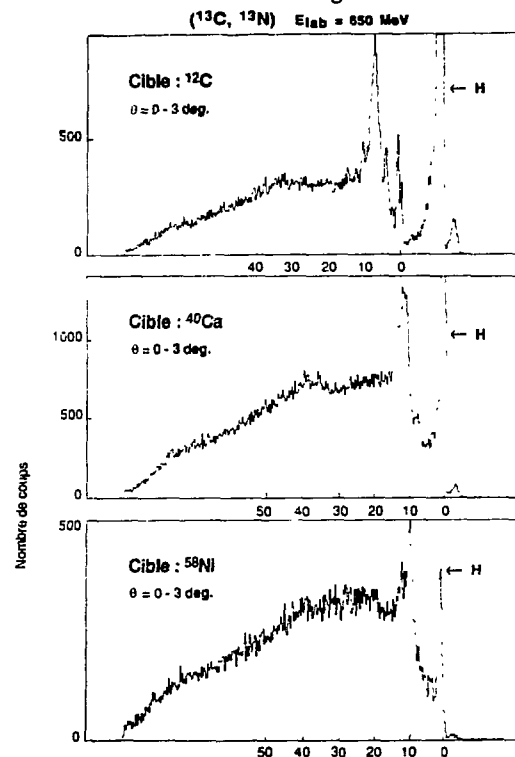 (¹³C, ¹³N) Elab = 650 MeV
Cible : ¹²C
θ = 0 - 3 deg.
← H
500
0
40 30 20 10 0
Cible : ⁴⁰Ca
θ = 0 - 3 deg.
← H
1000
500
0
50 40 30 20 10 0
Nombre de coups
500
Cible : ⁵⁸Ni
θ = 0 - 3 deg.
← H
0
50 40 30 20 10 0